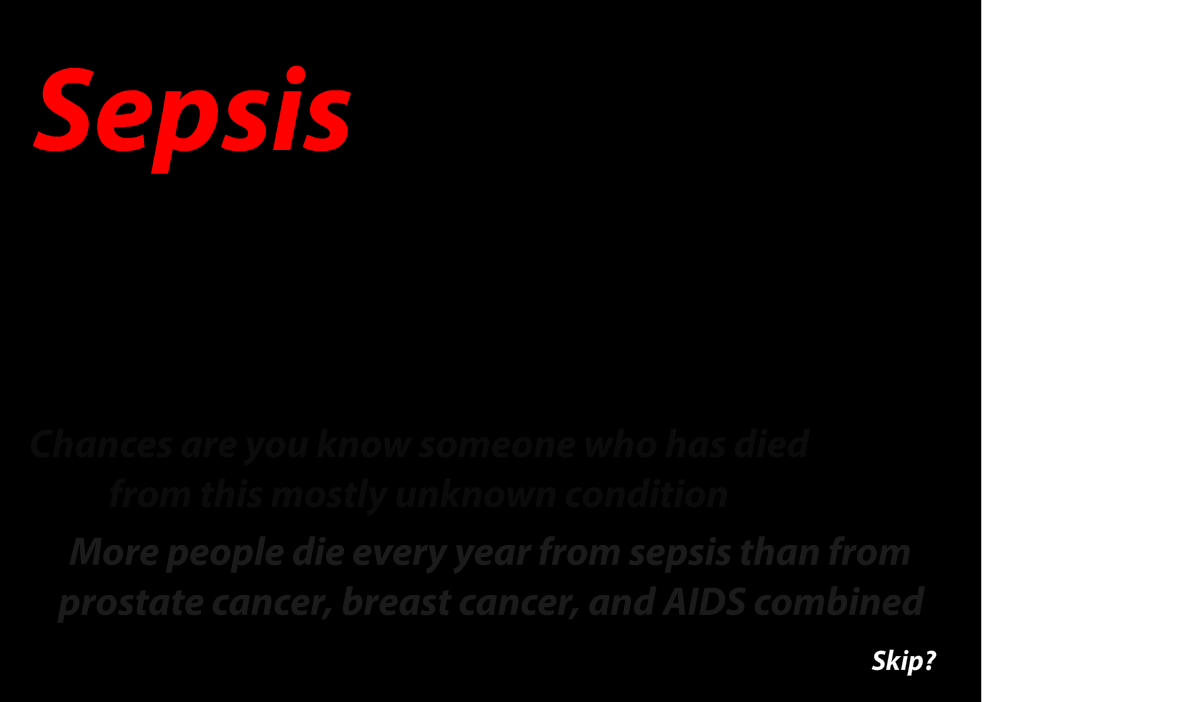 Sepsis
Chances are you know someone who has died
from this mostly unknown condition
More people die every year from sepsis than from
prostate cancer, breast cancer, and AIDS combined
Skip?